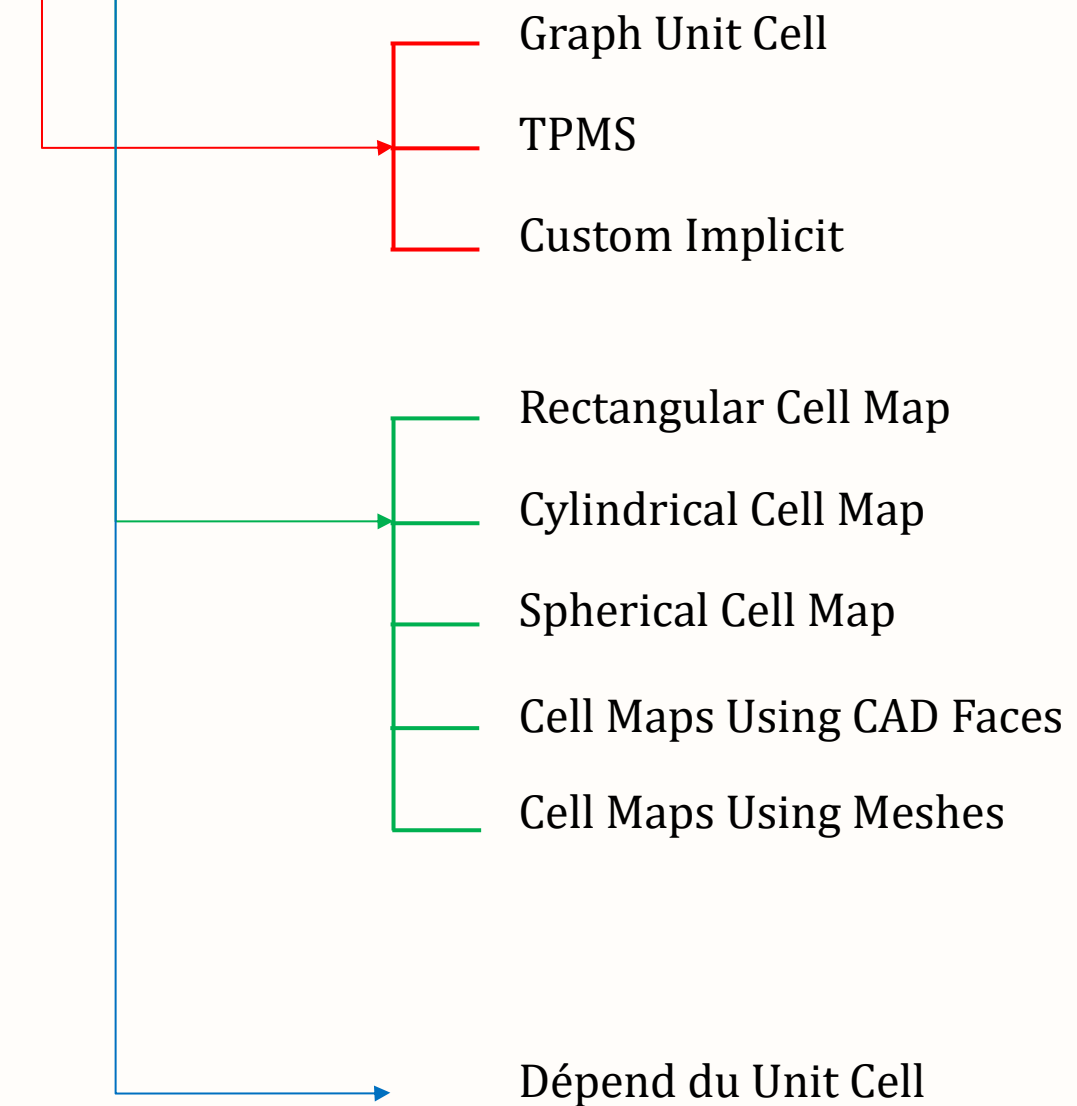 Graph Unit Cell
TPMS
Custom Implicit
Rectangular Cell Map
Cylindrical Cell Map
Spherical Cell Map
Cell Maps Using CAD Faces
Cell Maps Using Meshes
Dépend du Unit Cell